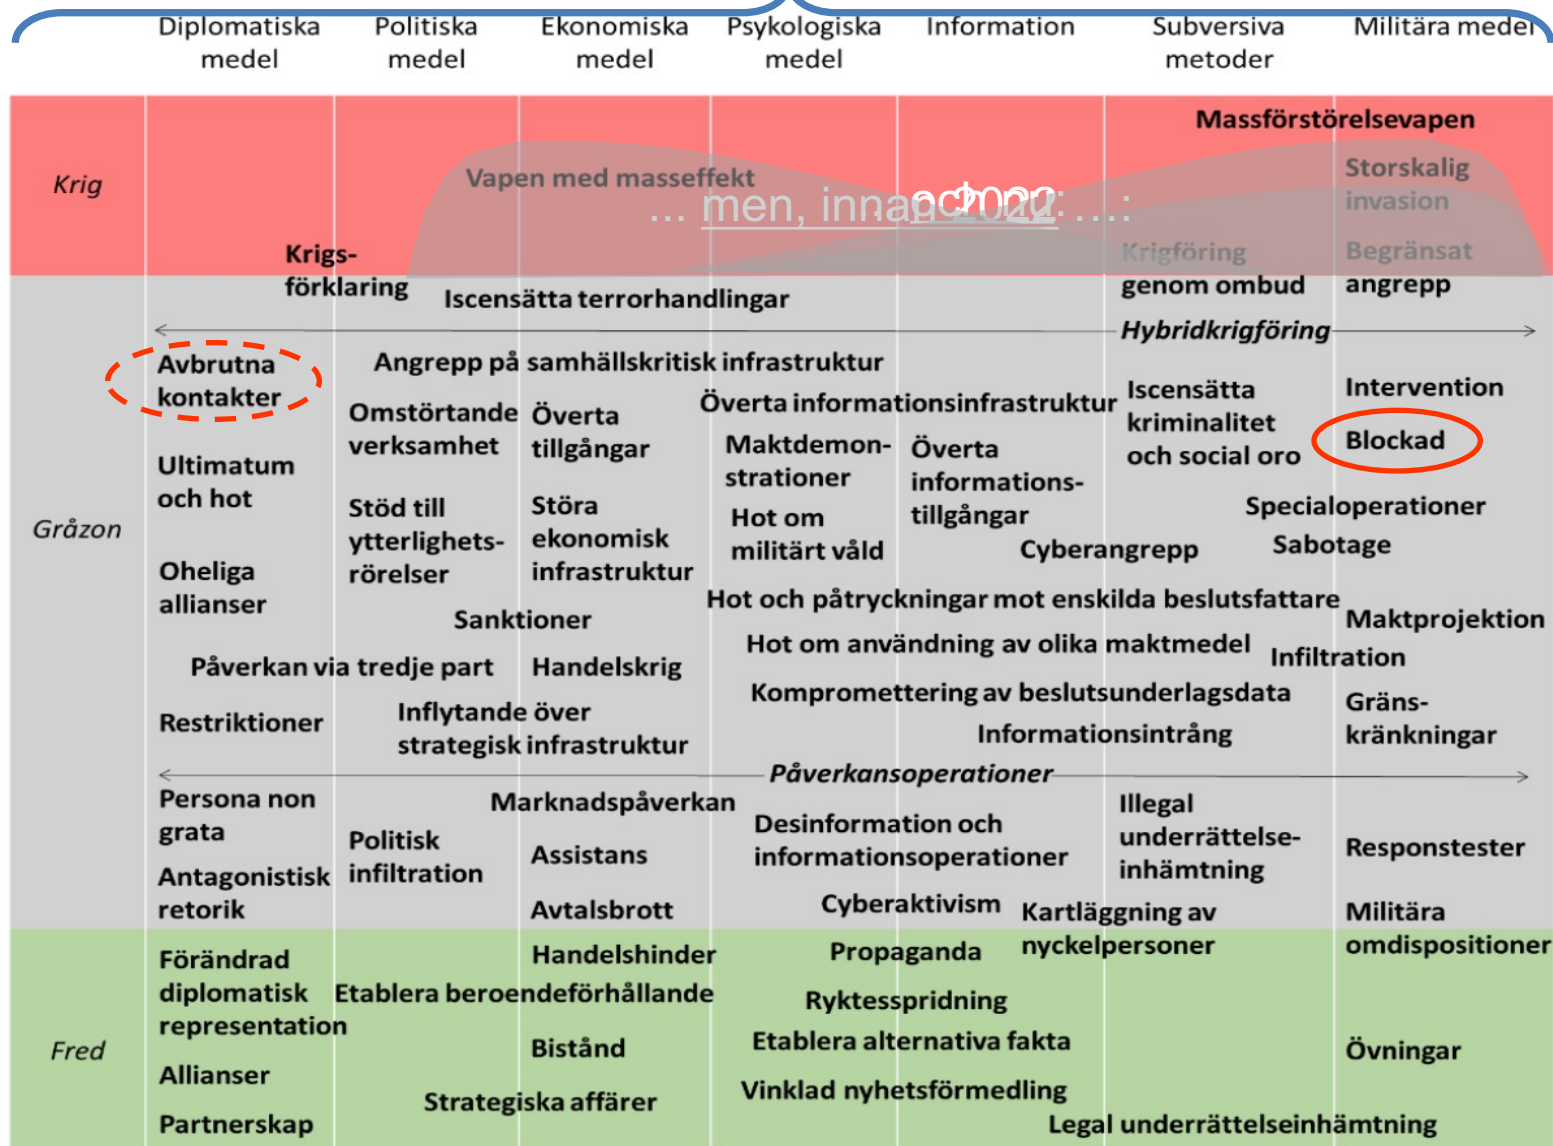 Diplomatiska
medel
Politiska
medel
Ekonomiska
medel
Psykologiska
medel
Information
Subversiva
metoder
Militära medel
Krig
Massförstörelsevapen
Vapen med masseffekt
Storskalig
invasion
... men, innan 2022 ...:
och nu:
Krigs-
förklaring
Krigföring
genom ombud
Begränsat
angrepp
Iscensätta terrorhandlingar
Hybridkrigföring
Gråzon
Avbrutna
kontakter
Angrepp på samhällskritisk infrastruktur
Omstörtande
verksamhet
Överta
tillgångar
Överta informationsinfrastruktur
Iscensätta
kriminalitet
och social oro
Intervention
Blockad
Maktdemon-
strationer
Överta
informations-
tillgångar
Ultimatum
och hot
Stöd till
ytterlighets-
rörelser
Störa
ekonomisk
infrastruktur
Hot om
militärt våld
Specialoperationer
Cyberangrepp
Sabotage
Oheliga
allianser
Hot och påtryckningar mot enskilda beslutsfattare
Sanktioner
Maktprojektion
Hot om användning av olika maktmedel
Infiltration
Påverkan via tredje part
Handelskrig
Kompromettering av beslutsunderlagsdata
Gräns-
kränkningar
Restriktioner
Inflytande över
strategisk infrastruktur
Informationsintrång
Påverkansoperationer
Persona non
grata
Marknadspåverkan
Illegal
underrättelse-
inhämtning
Politisk
infiltration
Assistans
Desinformation och
informationsoperationer
Responstester
Antagonistisk
retorik
Avtalsbrott
Cyberaktivism
Kartläggning av
nyckelpersoner
Militära
omdispositioner
Fred
Förändrad
diplomatisk
representation
Handelshinder
Propaganda
Etablera beroendeförhållande
Ryktesspridning
Bistånd
Etablera alternativa fakta
Övningar
Allianser
Strategiska affärer
Vinklad nyhetsförmedling
Partnerskap
Legal underrättelseinhämtning